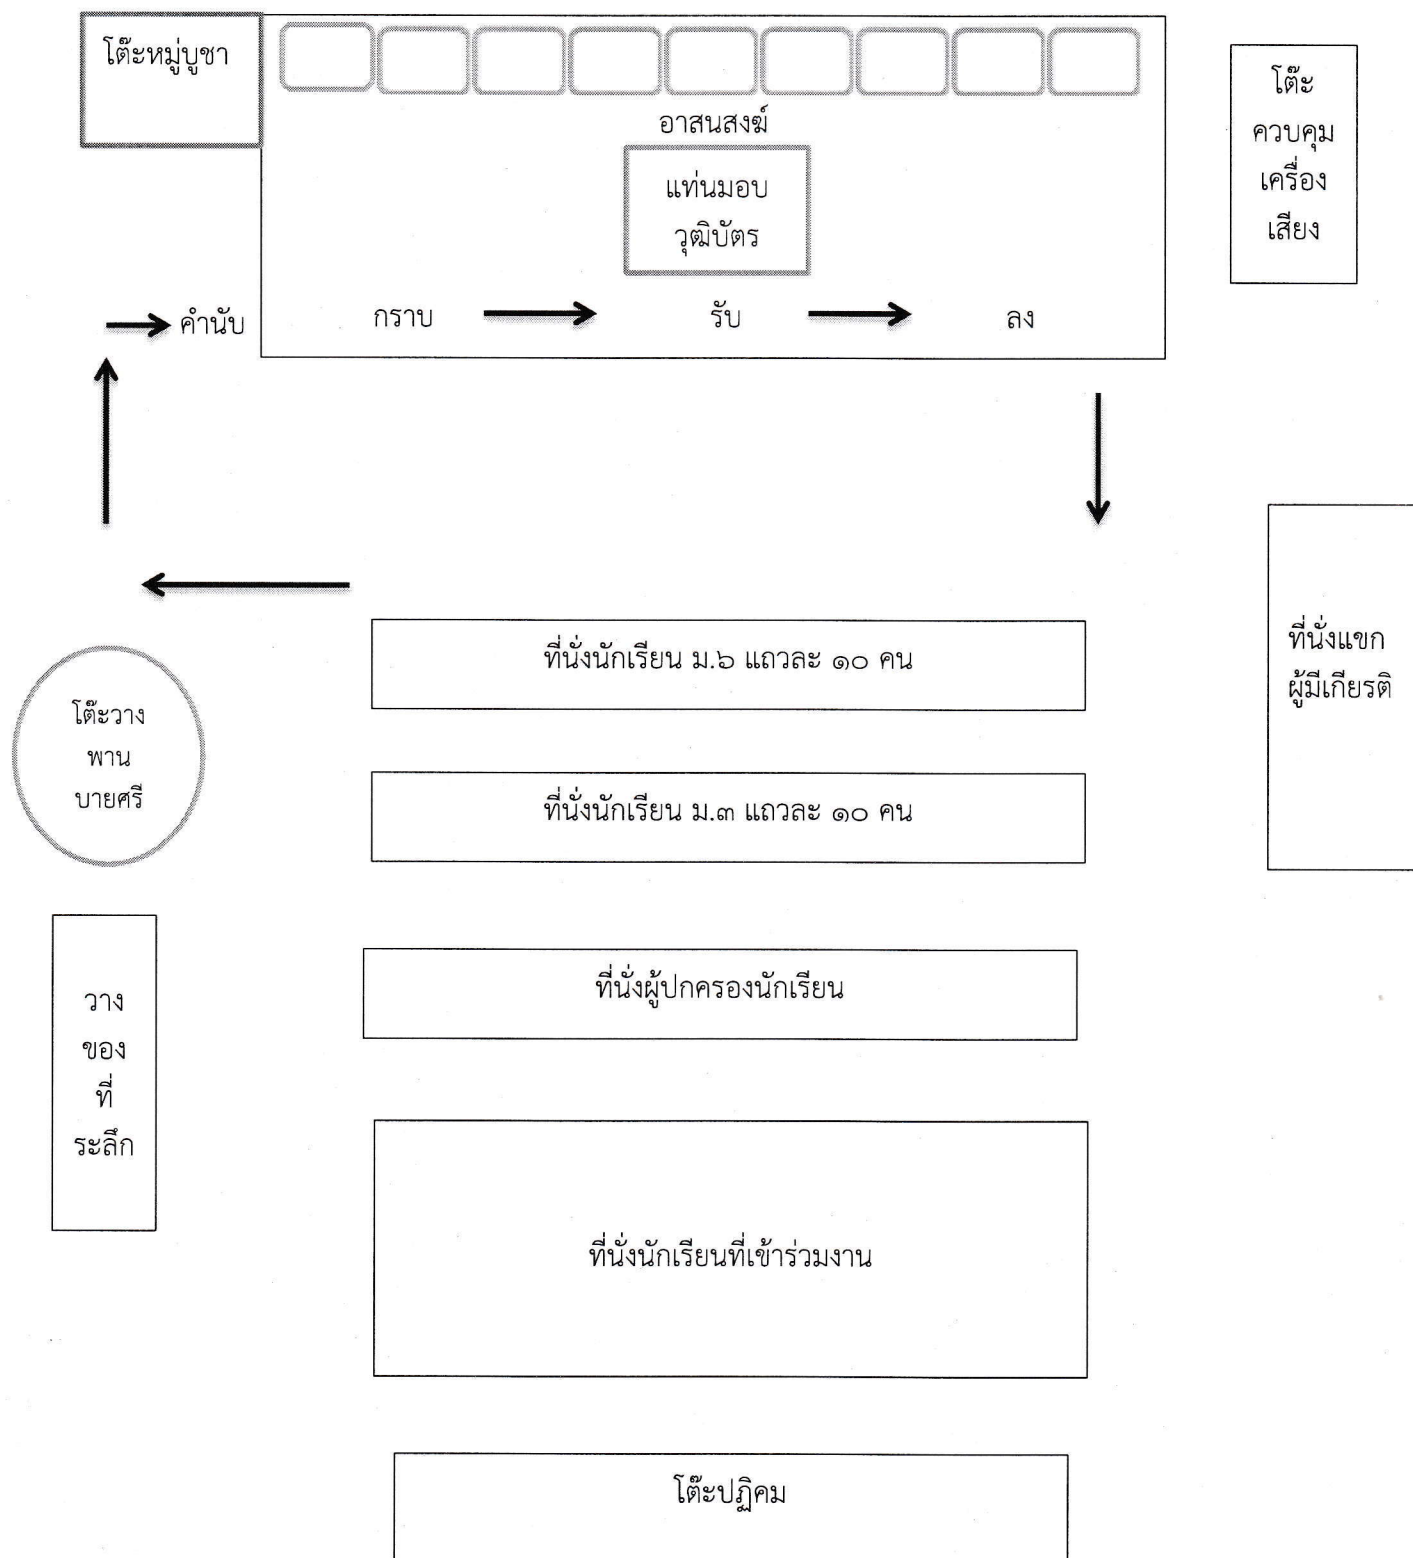 โต๊ะหมู่บูชา
อาสนสงฆ์
แท่นมอบ
วุฒิบัตร
โต๊ะ
ควบคุม
เครื่อง
เสียง
คำนับ
กราบ
รับ
ลง
ที่นั่งนักเรียน ม.๖ แถวละ ๑๐ คน
ที่นั่งแขก
ผู้มีเกียรติ
โต๊ะวาง
พาน
บายศรี
ที่นั่งนักเรียน ม.๓ แถวละ ๑๐ คน
ที่นั่งผู้ปกครองนักเรียน
วาง
ของ
ที่
ระลึก
ที่นั่งนักเรียนที่เข้าร่วมงาน
โต๊ะปฏิคม